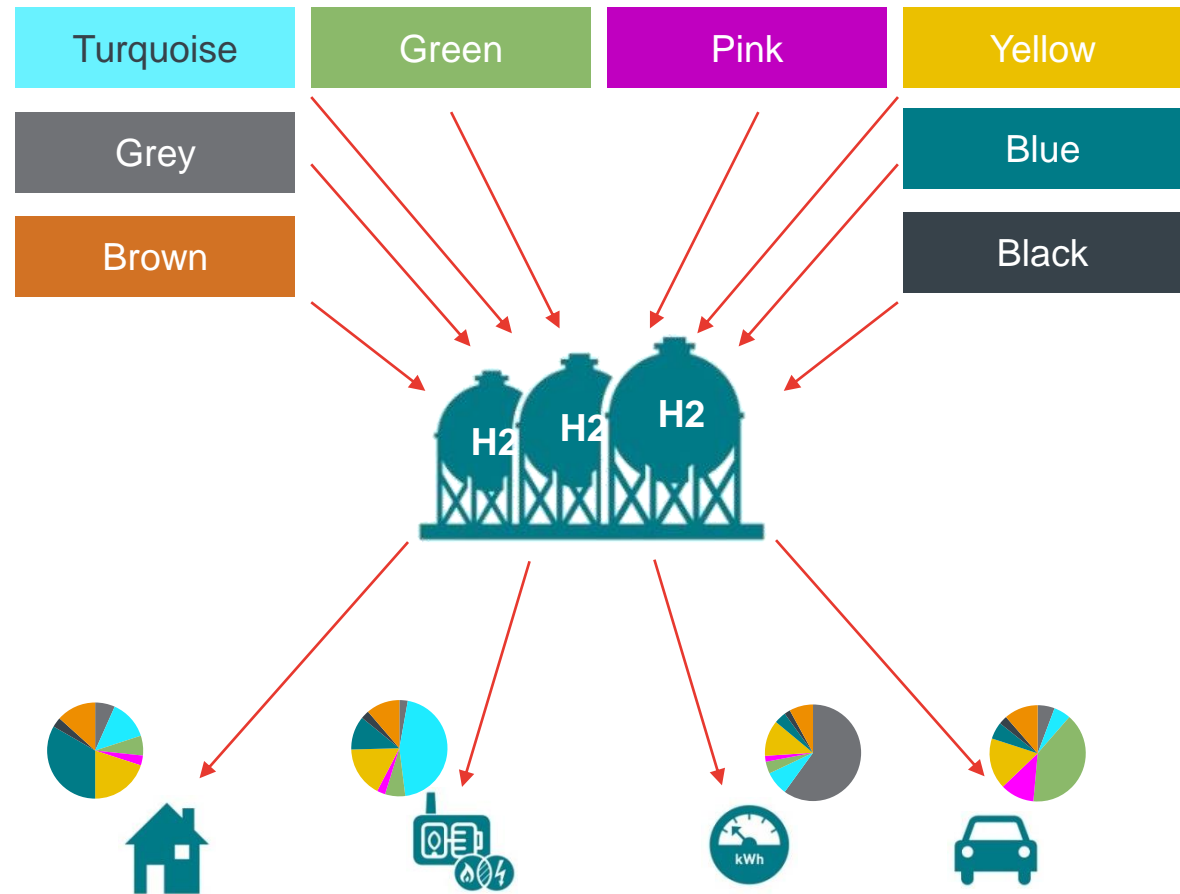 Turquoise
Green
Pink
Yellow
Grey
Blue
Brown
Black
H2
H2
H2
kWh